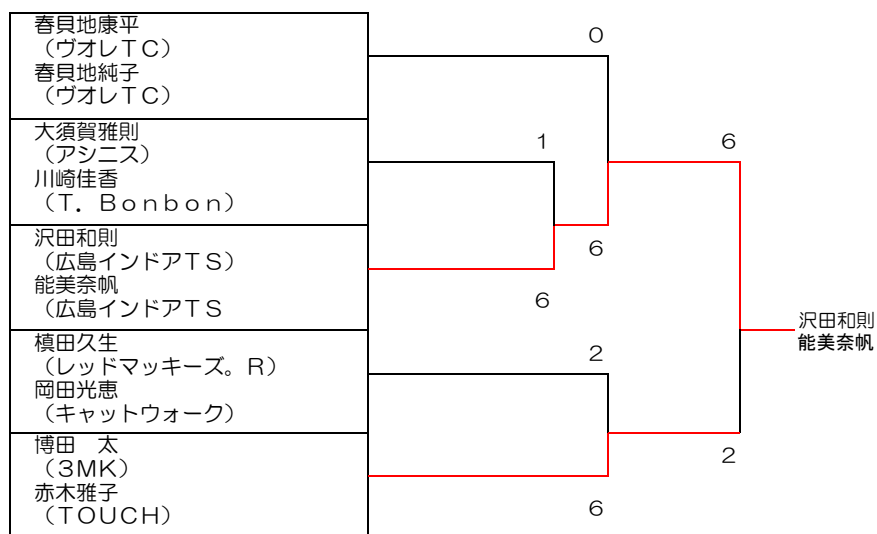 春貝地康平
（ヴオレＴＣ）
春貝地純子
（ヴオレＴＣ）
大須賀雅則
（アシニス）
川崎佳香
（Ｔ．Ｂｏｎｂｏｎ）
沢田和則
（広島インドアＴＳ）
能美奈帆
（広島インドアＴＳ
槙田久生
（レッドマッキーズ。Ｒ）
岡田光恵
（キャットウォーク）
博田　太
（３ＭＫ）
赤木雅子
（ＴＯＵＣＨ）
０
１
６
６
６
２
６
２
沢田和則
能美奈帆